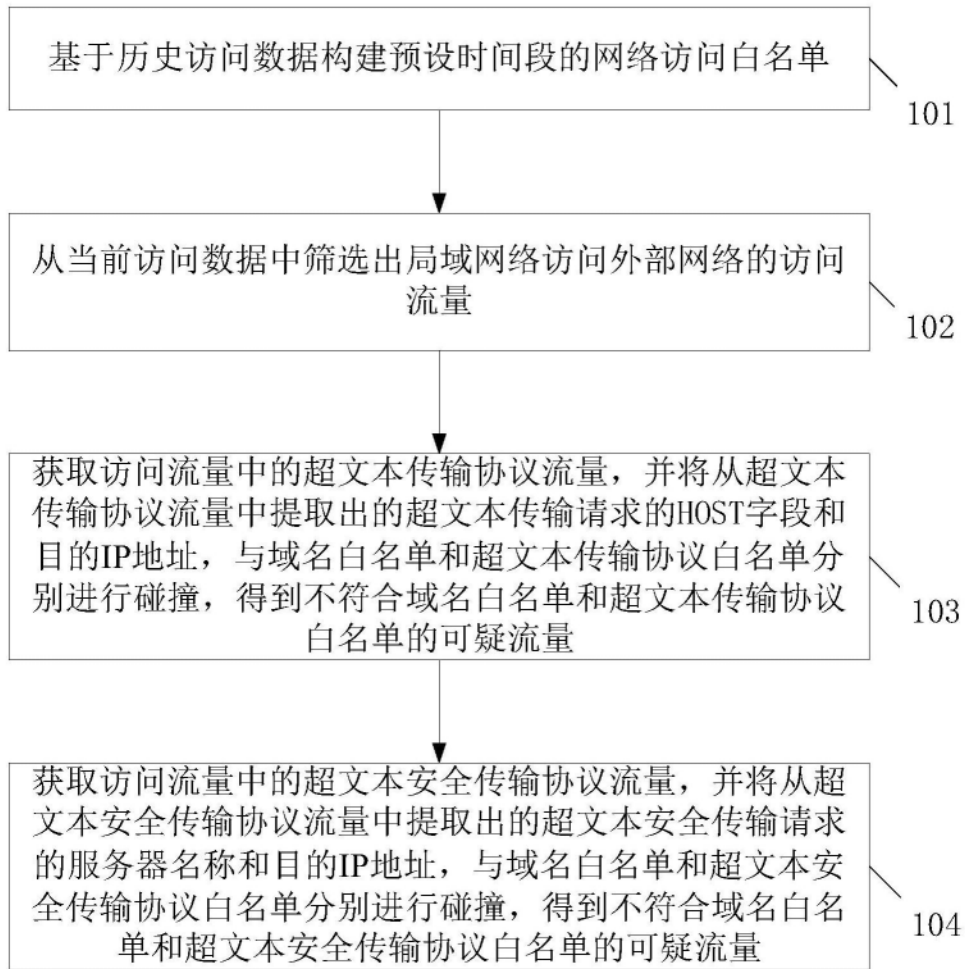 基于历史访问数据构建预设时间段的网络访问白名单
101
从当前访问数据中筛选出局域网络访问外部网络的访问
流量
102
获取访问流量中的超文本传输协议流量，并将从超文本
传输协议流量中提取出的超文本传输请求的HOST字段和
目的IP地址，与域名白名单和超文本传输协议白名单分
别进行碰撞，得到不符合域名白名单和超文本传输协议
白名单的可疑流量
103
获取访问流量中的超文本安全传输协议流量，并将从超
文本安全传输协议流量中提取出的超文本安全传输请求
的服务器名称和目的IP地址，与域名白名单和超文本安
全传输协议白名单分别进行碰撞，得到不符合域名白名
单和超文本安全传输协议白名单的可疑流量
104